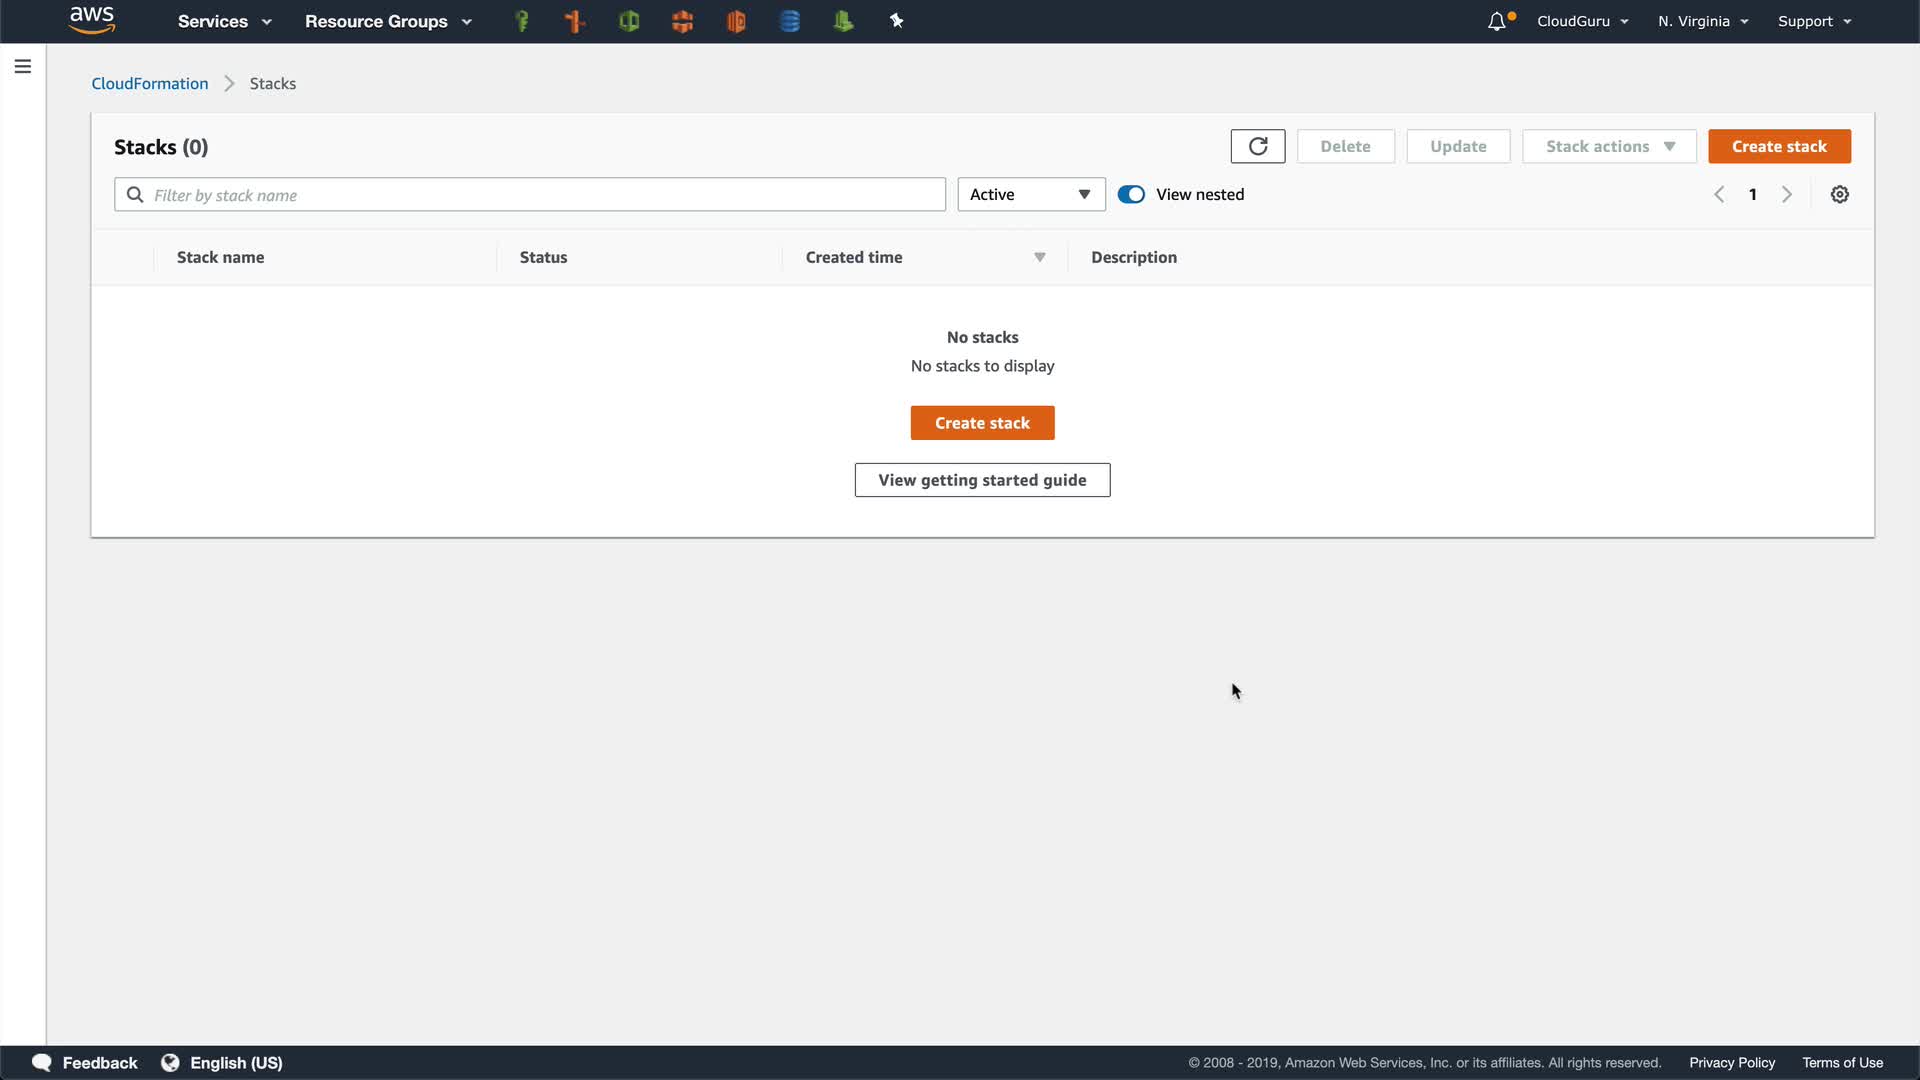 aws Services Resource Groups CloudGuru N. Virginia Support
CloudFormation Stacks
Stacks (0) Delete Update Stack actions Create stack
Filter by stack name Active View nested 1
Stack name Status Created time Description
No stacks
No stacks to display
Create stack
View getting started guide
Feedback English (US) © 2008 - 2019, Amazon Web Services, Inc. or its affiliates. All rights reserved. Privacy Policy Terms of Use